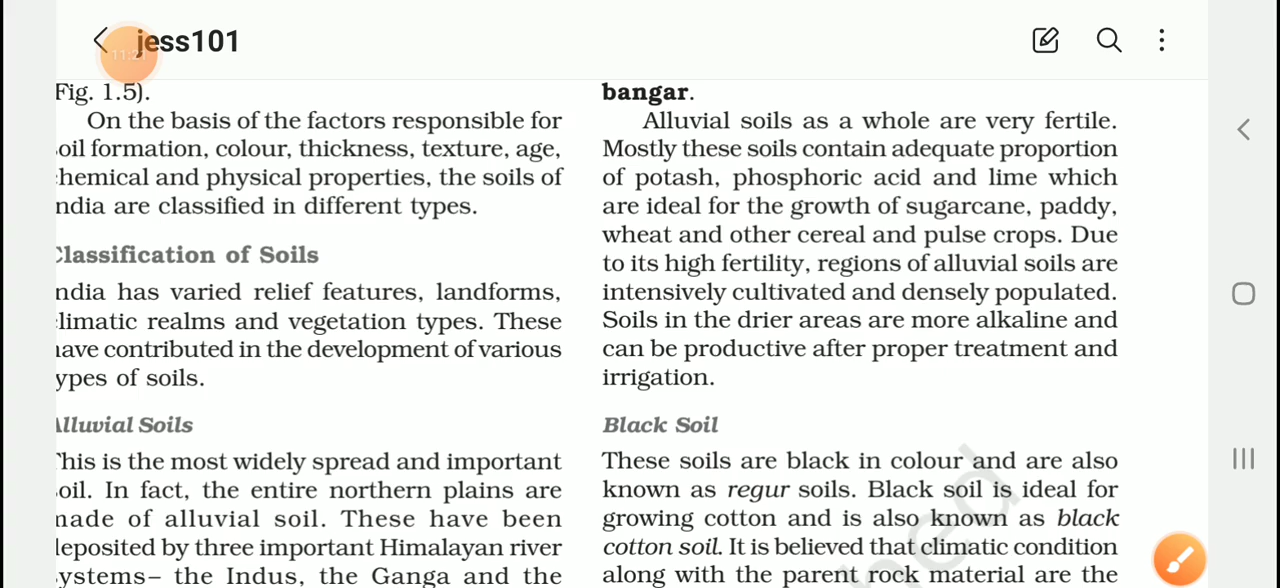 jess101
11:21
Fig. 1.5).
On the basis of the factors responsible for
oil formation, colour, thickness, texture, age,
hemical and physical properties, the soils of
ndia are classified in different types.
Classification of Soils
ndia has varied relief features, landforms,
limatic realms and vegetation types. These
have contributed in the development of various
ypes of soils.
Alluvial Soils
This is the most widely spread and important
oil. In fact, the entire northern plains are
made of alluvial soil. These have been
deposited by three important Himalayan river
ystems– the Indus, the Ganga and the
bangar.
Alluvial soils as a whole are very fertile.
Mostly these soils contain adequate proportion
of potash, phosphoric acid and lime which
are ideal for the growth of sugarcane, paddy,
wheat and other cereal and pulse crops. Due
to its high fertility, regions of alluvial soils are
intensively cultivated and densely populated.
Soils in the drier areas are more alkaline and
can be productive after proper treatment and
irrigation.
Black Soil
These soils are black in colour and are also
known as regur soils. Black soil is ideal for
growing cotton and is also known as black
cotton soil. It is believed that climatic condition
along with the parent rock material are the